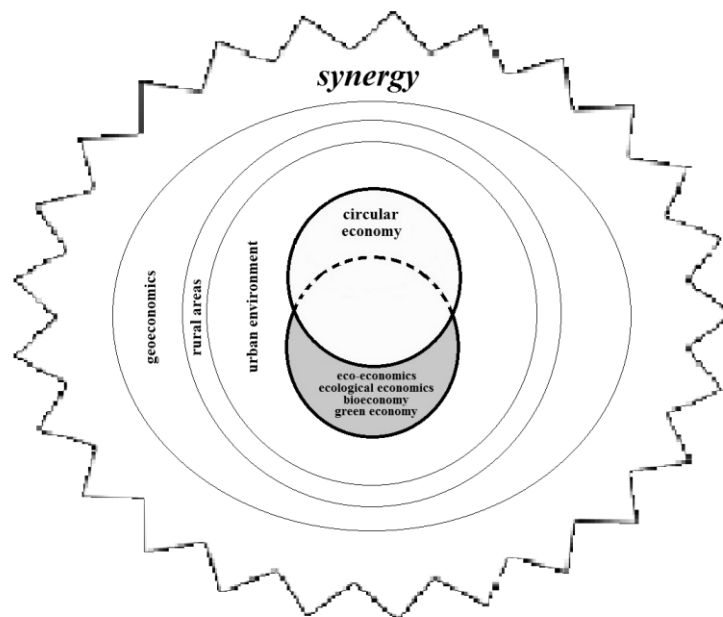 synergy
circular
economy
geoeconomics
rural areas
urban environment
eco-economics
ecological economics
bioeconomy
green economy